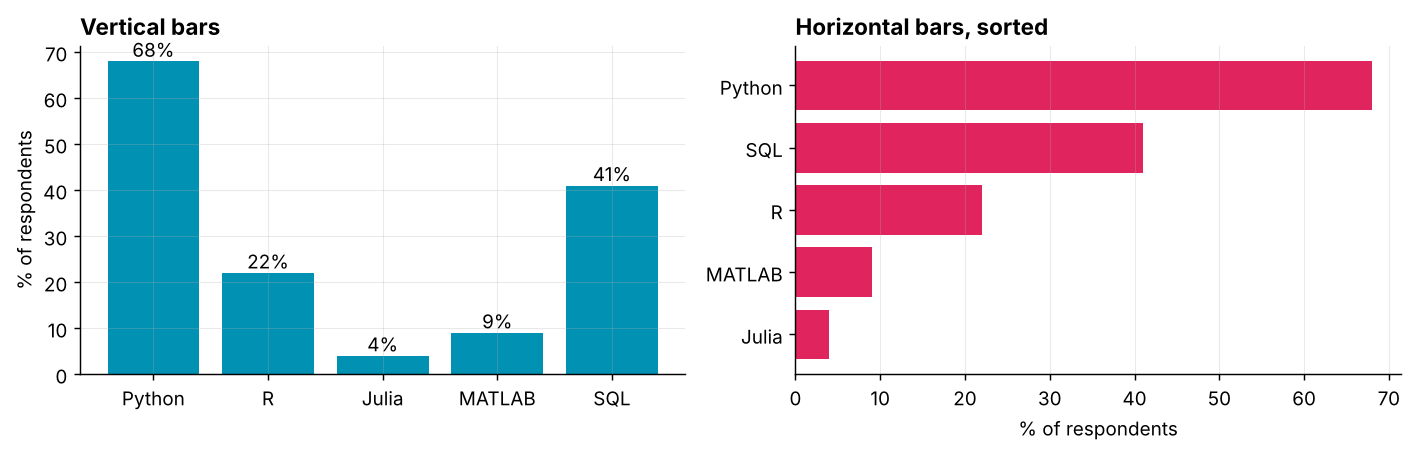 Vertical bars
% of respondents
70
60
50
40
30
20
10
0
68%
22%
4%
9%
41%
Python
R
Julia
MATLAB
SQL
Horizontal bars, sorted
Python
SQL
R
MATLAB
Julia
0 10 20 30 40 50 60 70
% of respondents